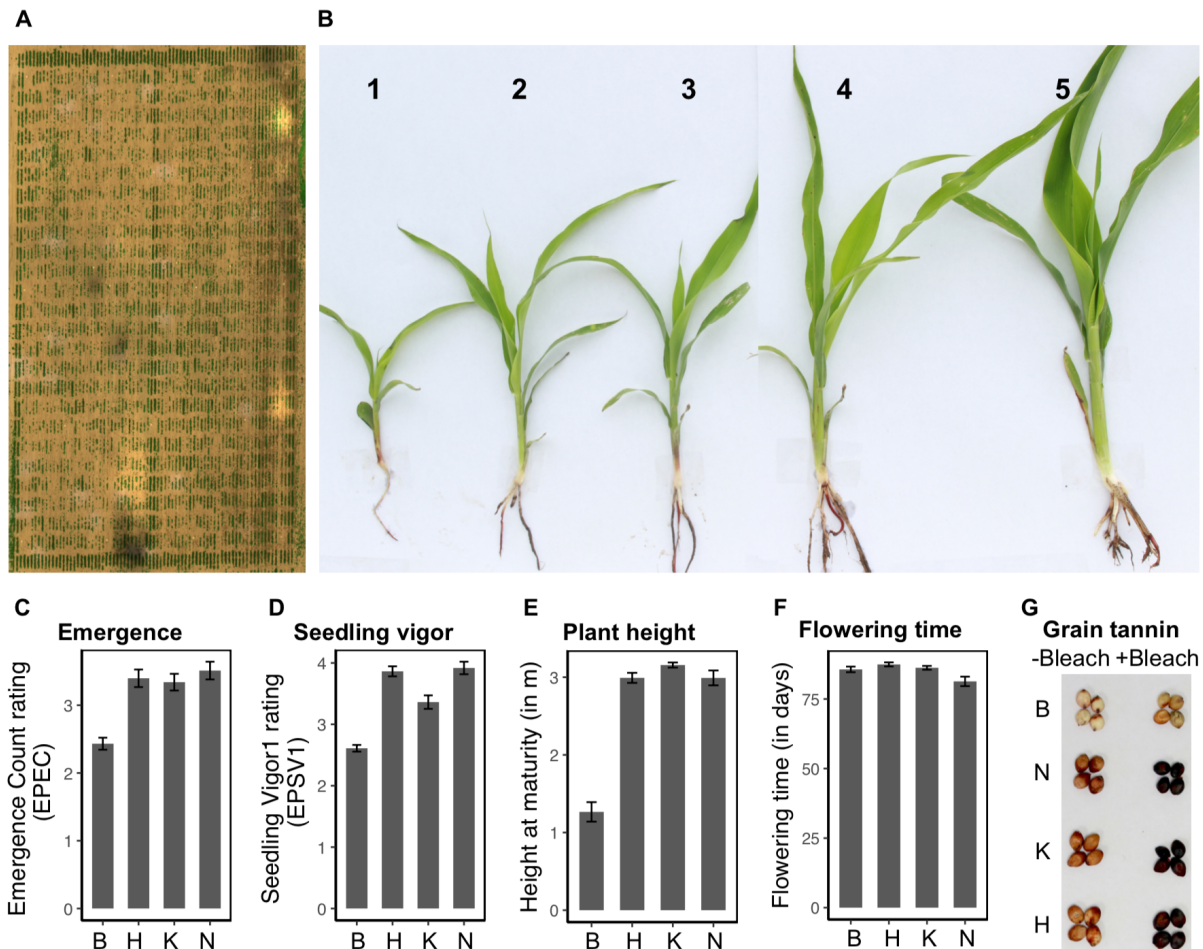 A
B
1
2
3
4
5
C
Emergence
Emergence Count rating
(EPEC)
3
2
1
0
B H K N
D
Seedling vigor
Seedling Vigor1 rating
(EPSV1)
4
3
2
1
0
B H K N
E
Plant height
Height at maturity (in m)
3
2
1
0
B H K N
F
Flowering time
Flowering time (in days)
75
50
25
0
B H K N
G
Grain tannin
-Bleach +Bleach
B
N
K
H